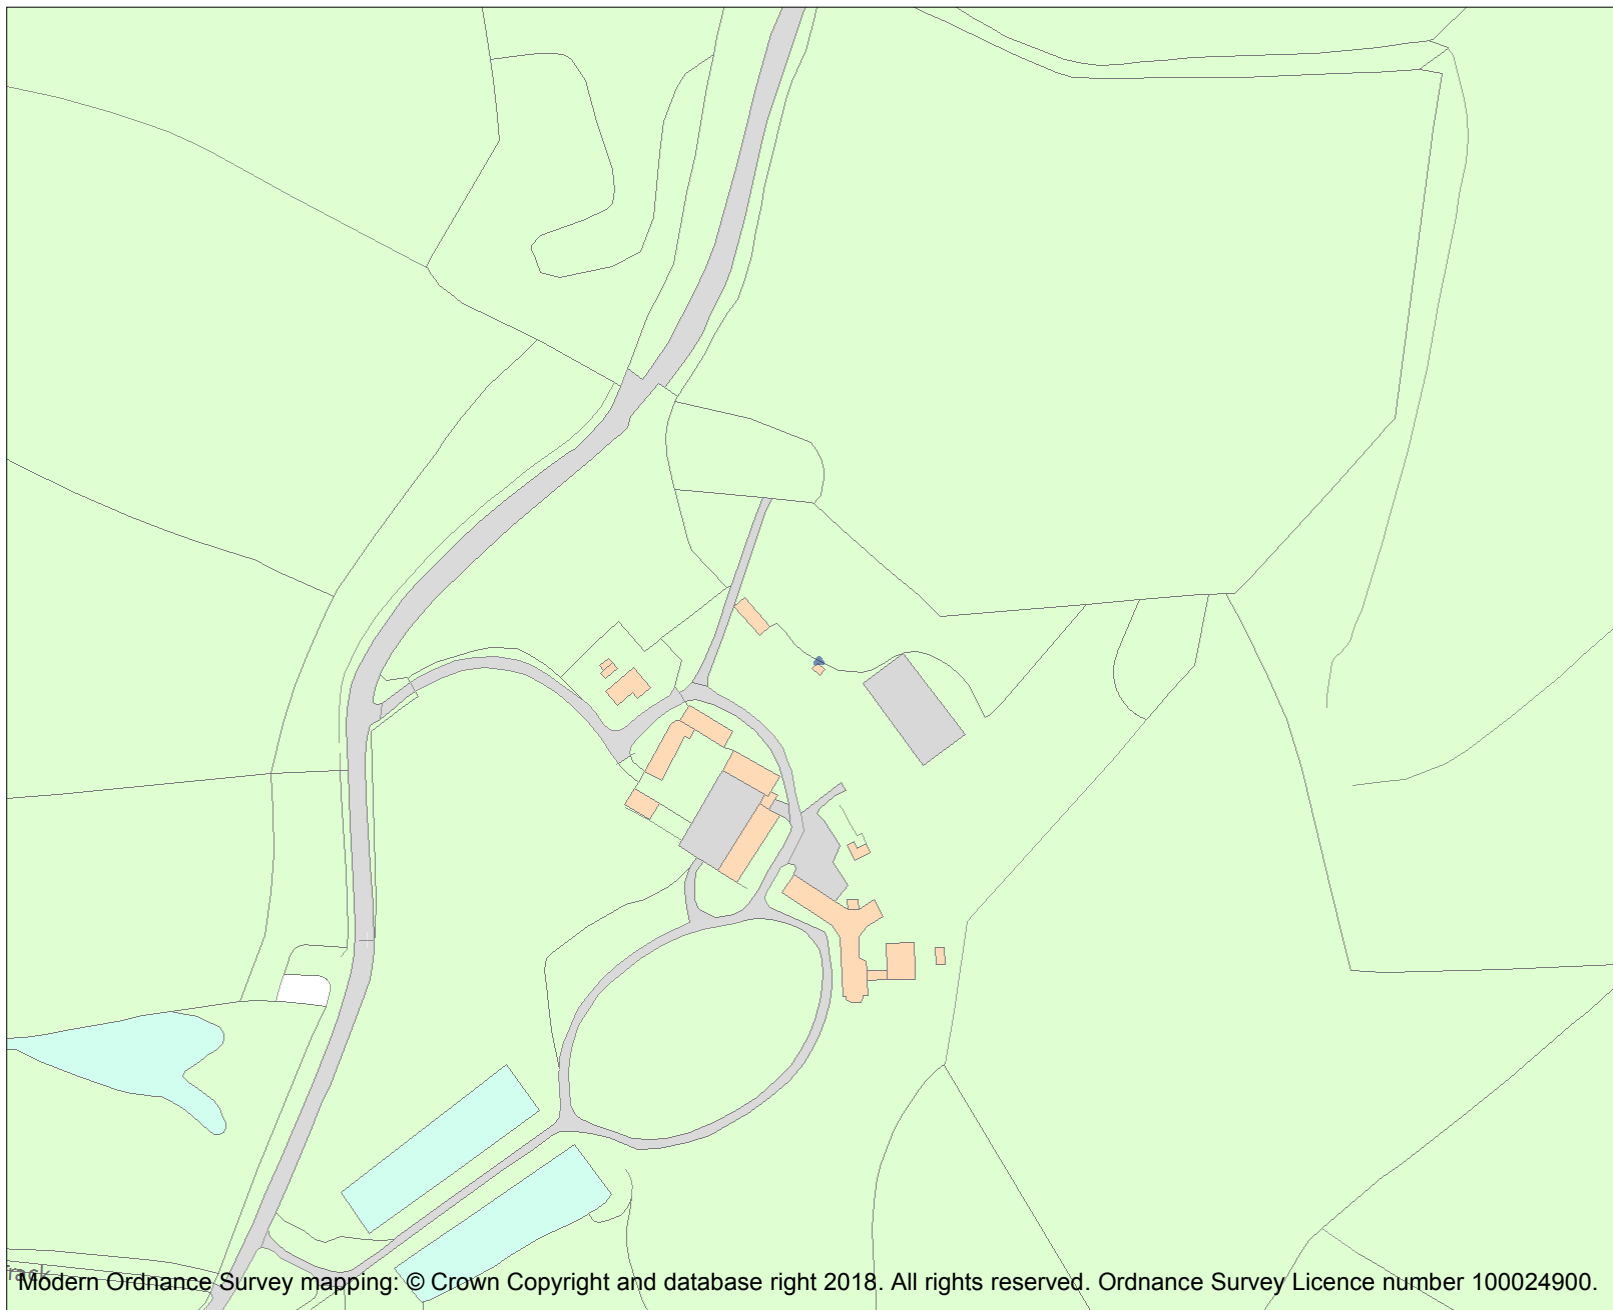 Modern Ordnance Survey mapping: © Crown Copyright and database right 2018. All rights reserved. Ordnance Survey Licence number 100024900.